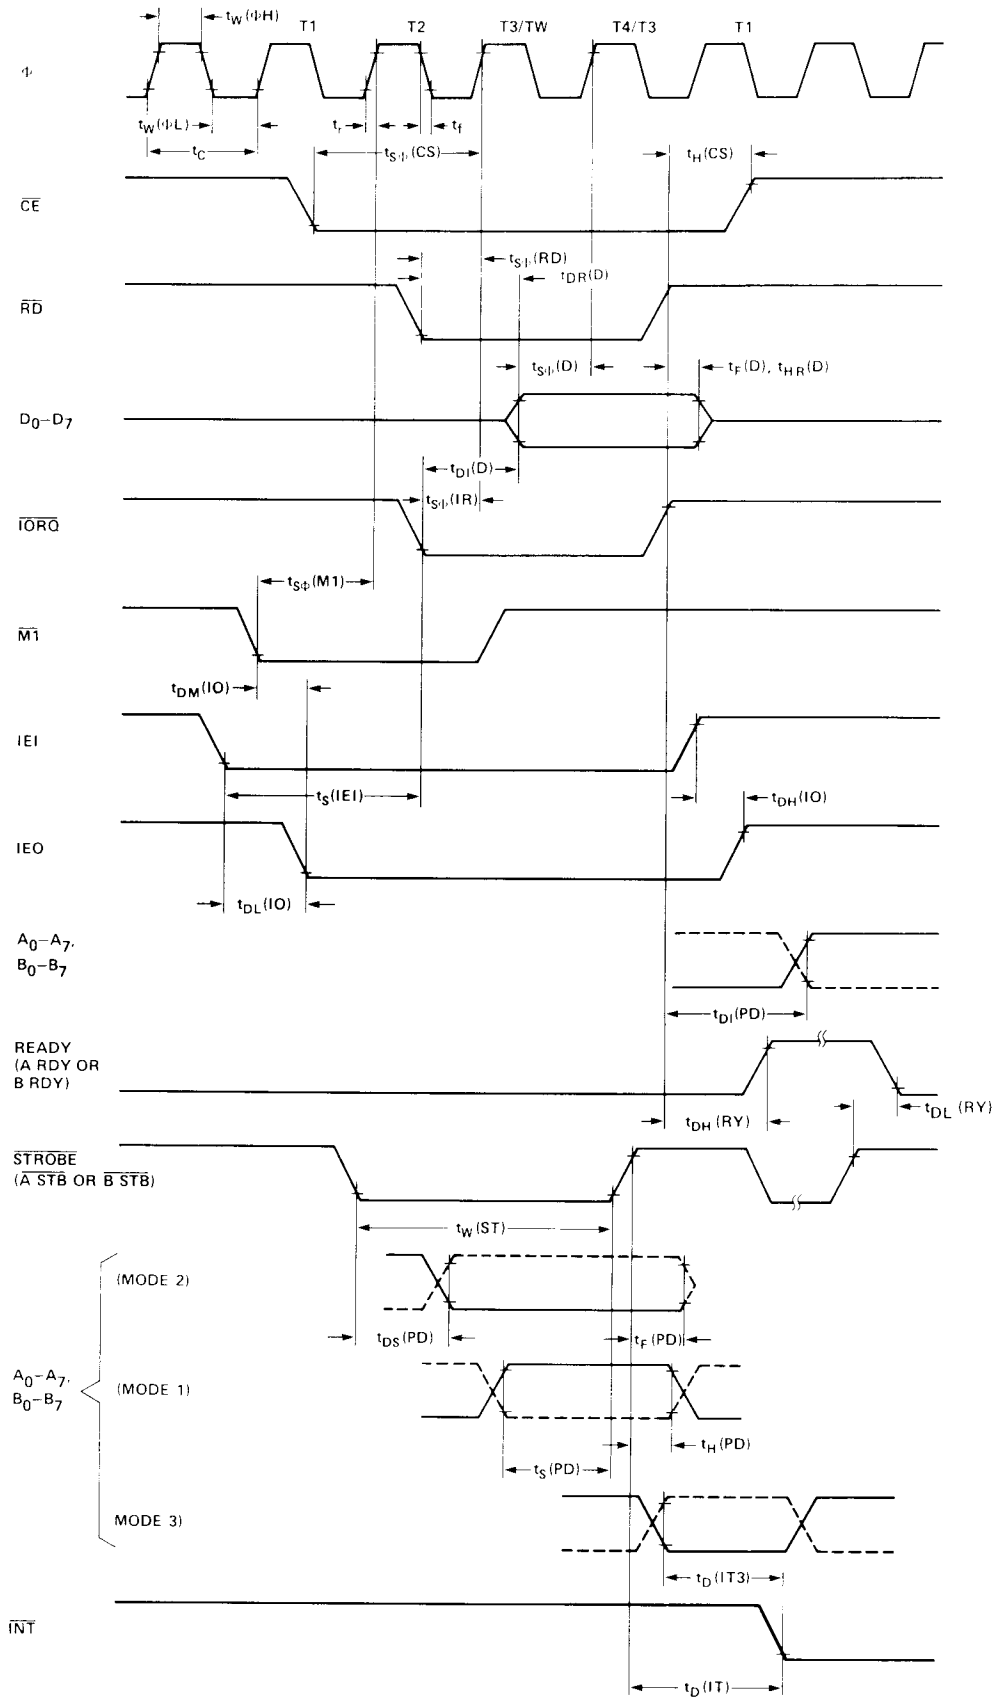 tW(ΦH)
T1 T2 T3/TW T4/T3 T1
Φ
tW(ΦL) tr tf
tC tSΦ(CS) tH(CS)
CE
tSΦ(RD)
tDR(D)
RD
tSΦ(D) tF(D), tHR(D)
D0–D7
tDI(D)
tSΦ(IR)
IORQ
tSΦ(M1)
M1
tDM(IO)
IEI
tS(IEI) tDH(IO)
IEO
tDL(IO)
A0–A7,
B0–B7
tDI(PD)
READY
(A RDY OR
B RDY)
tDH(RY) tDL(RY)
STROBE
(A STB OR B STB)
tW(ST)
(MODE 2)
tDS(PD) tF(PD)
A0–A7,
B0–B7
(MODE 1)
tH(PD)
tS(PD)
MODE 3)
tD(IT3)
INT
tD(IT)